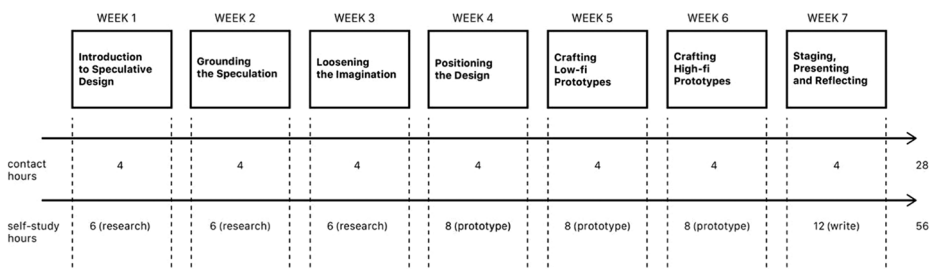 WEEK 1 WEEK 2 WEEK 3 WEEK 4 WEEK 5 WEEK 6 WEEK 7
Introduction
to Speculative
Design
Grounding
the Speculation
Loosening
the Imagination
Positioning
the Design
Crafting
Low-fi
Prototypes
Crafting
High-fi
Prototypes
Staging,
Presenting
and Reflecting
contact
hours
4 4 4 4 4 4 4 28
self-study
hours
6 (research) 6 (research) 6 (research) 8 (prototype) 8 (prototype) 8 (prototype) 12 (write) 56